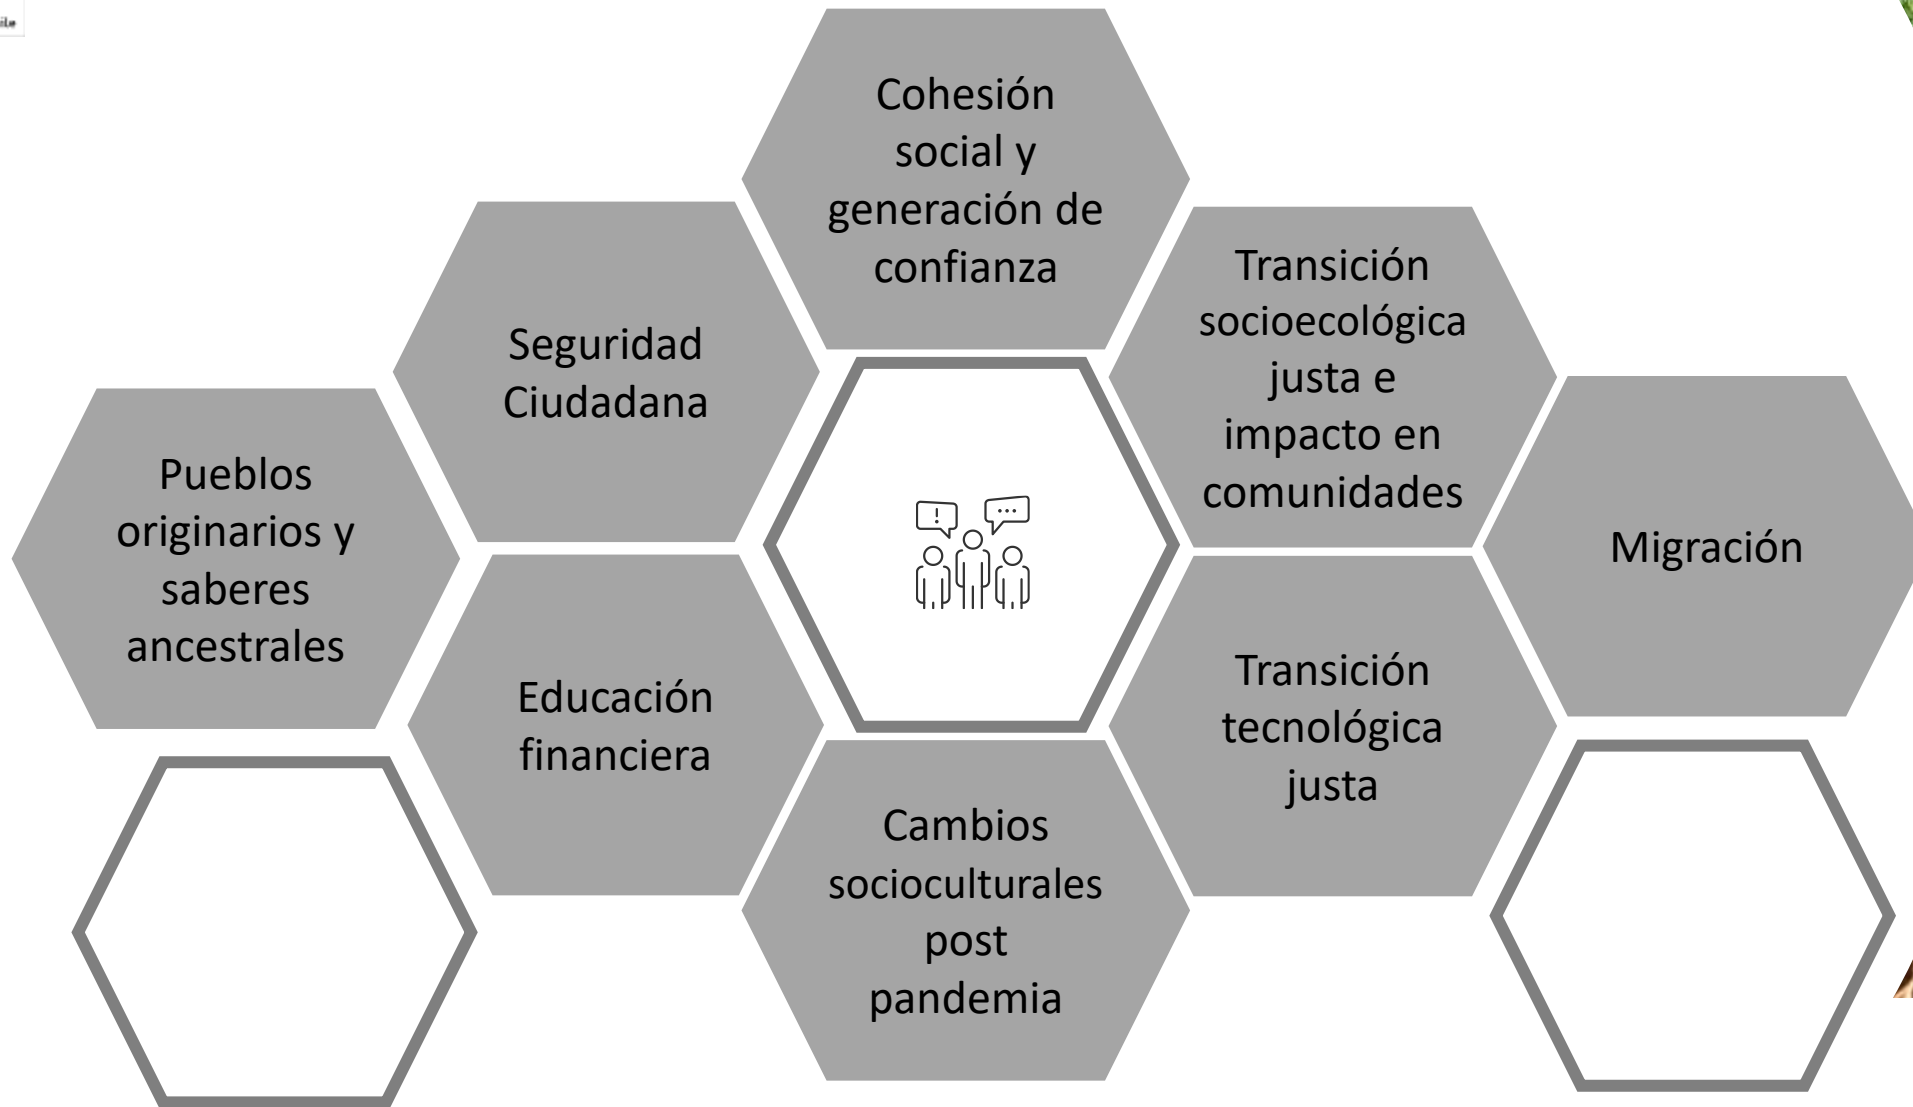 Cohesión
social y
generación de
confianza
Seguridad
Ciudadana
Transición
socioecológica
justa e
impacto en
comunidades
Pueblos
originarios y
saberes
ancestrales
Migración
Educación
financiera
Transición
tecnológica
justa
Cambios
socioculturales
post
pandemia